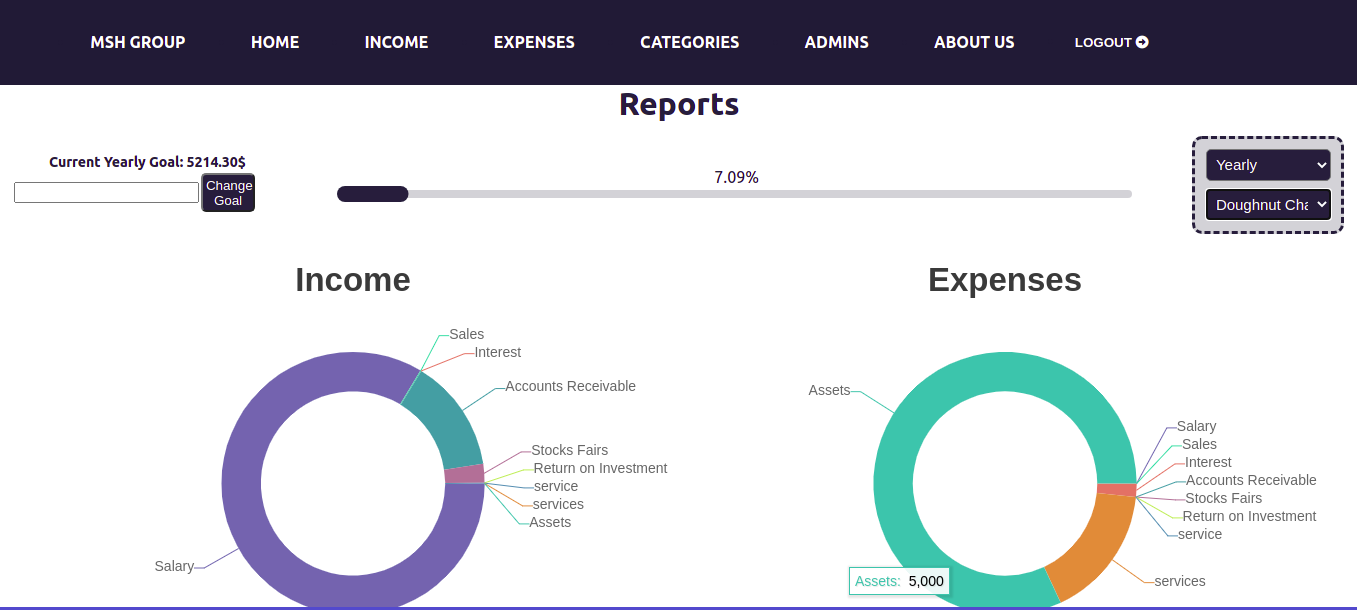 MSH GROUP HOME INCOME EXPENSES CATEGORIES ADMINS ABOUT US LOGOUT
Reports
Current Yearly Goal: 5214.30$
Change
Goal
7.09%
Yearly
Doughnut Cha
Income
Sales
Interest
Accounts Receivable
Stocks Fairs
Return on Investment
service
services
Assets
Salary
Expenses
Assets
Salary
Sales
Interest
Accounts Receivable
Stocks Fairs
Return on Investment
service
services
Assets: 5,000